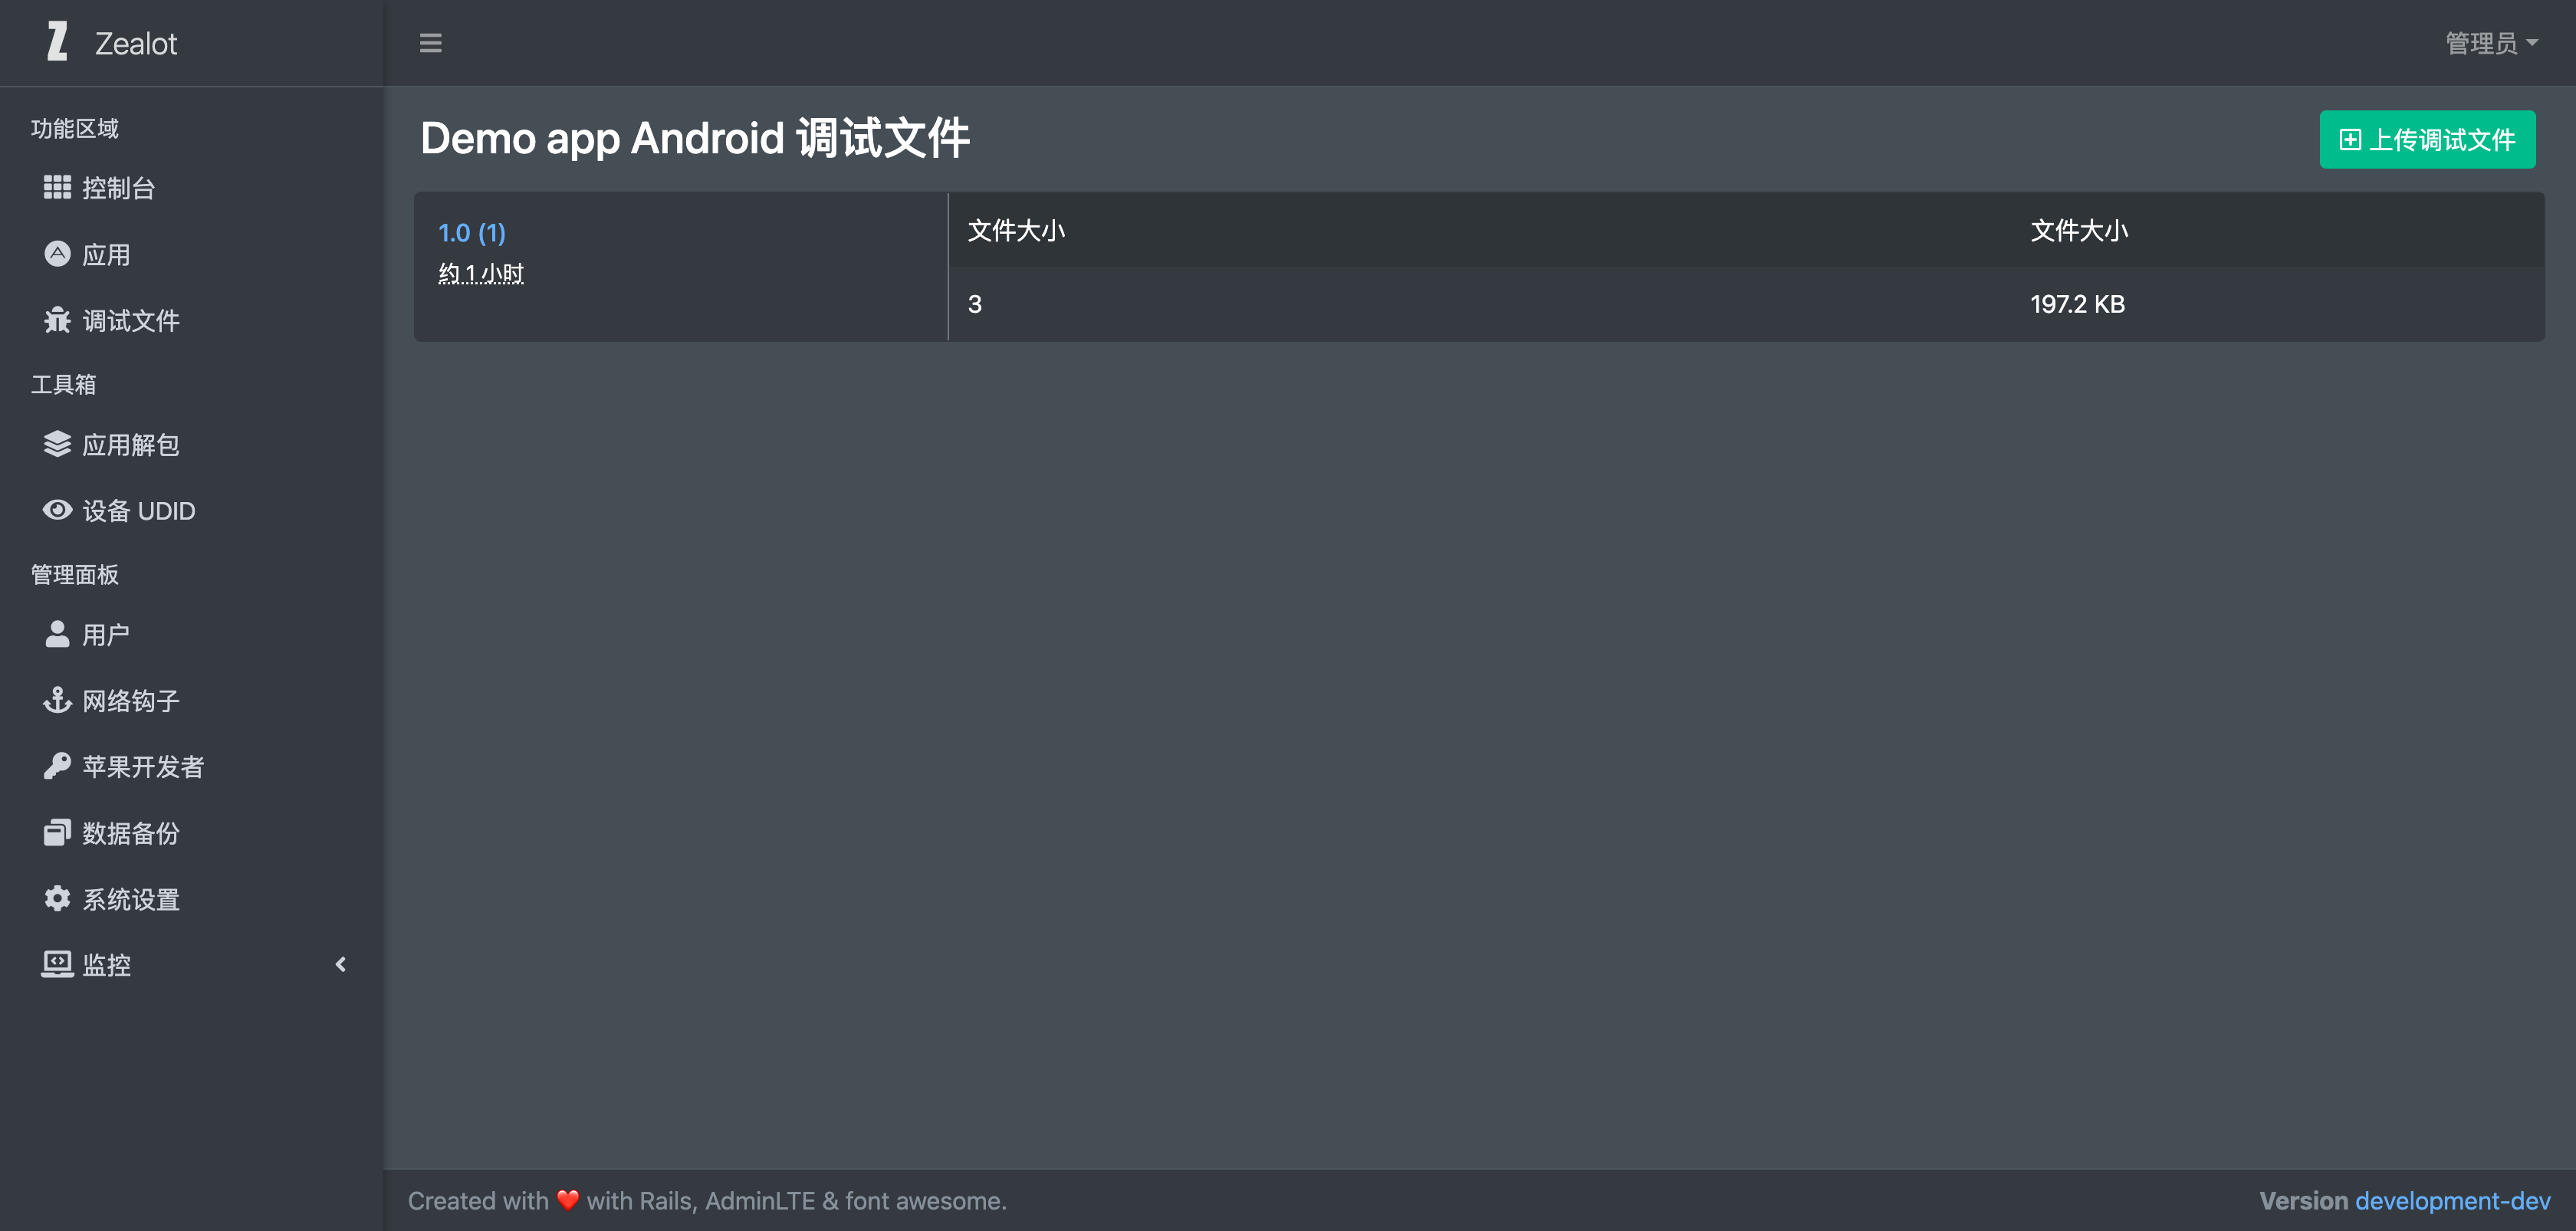 Zealot
管理员
功能区域
控制台
应用
调试文件
工具箱
应用解包
设备 UDID
管理面板
用户
网络钩子
苹果开发者
数据备份
系统设置
监控
Demo app Android 调试文件
上传调试文件
1.0 (1)
约 1 小时
文件大小 文件大小
3 197.2 KB
Created with ❤️ with Rails, AdminLTE & font awesome.
Version development-dev